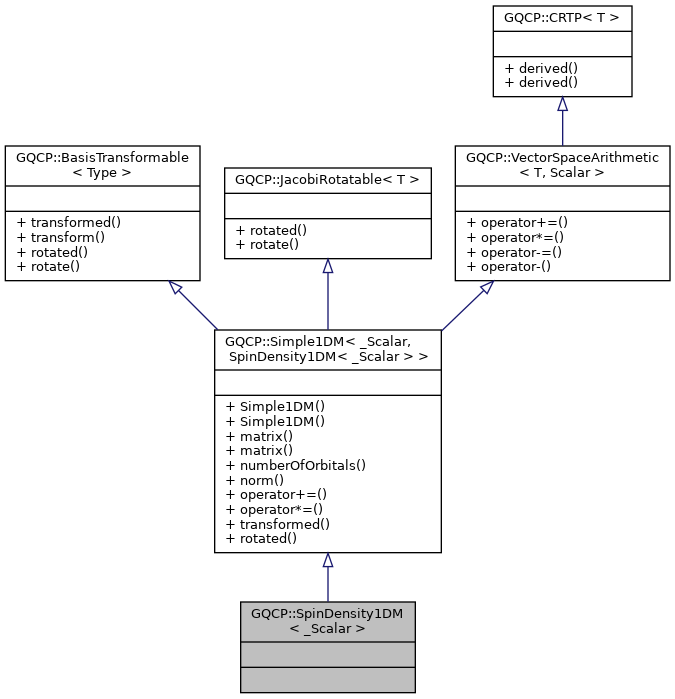 GQCP::CRTP< T >
+ derived()
+ derived()
GQCP::BasisTransformable
< Type >
+ transformed()
+ transform()
+ rotated()
+ rotate()
GQCP::JacobiRotatable< T >
+ rotated()
+ rotate()
GQCP::VectorSpaceArithmetic
< T, Scalar >
+ operator+=()
+ operator*=()
+ operator-=()
+ operator-()
GQCP::Simple1DM< _Scalar,
SpinDensity1DM< _Scalar > >
+ Simple1DM()
+ Simple1DM()
+ matrix()
+ matrix()
+ numberOfOrbitals()
+ norm()
+ operator+=()
+ operator*=()
+ transformed()
+ rotated()
GQCP::SpinDensity1DM
< _Scalar >